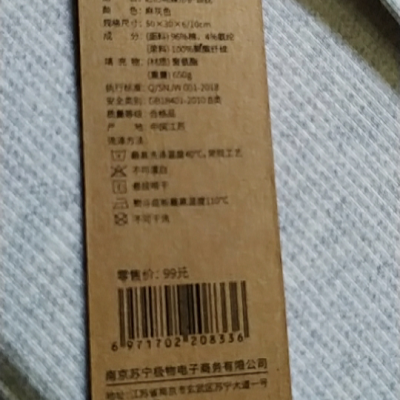 颜 色：麻灰色
规格尺寸：50×30×6/10cm
成 分：(面料) 96%棉，4%氨纶
(里料) 100%聚酯纤维
填 充 物：(材质) 聚氨酯
(重量) 650g
执行标准：Q/SNJW 001-2018
安全类别：GB18401-2010 B类
质量等级：合格品
产 地：中国江苏
洗涤方法：
最高洗涤温度40℃，常规工艺
不可漂白
悬挂晾干
熨斗底板最高温度110℃
不可干洗
零售价：99元
6 971702 208336
南京苏宁极物电子商务有限公司
地址：江苏省南京市玄武区苏宁大道一号